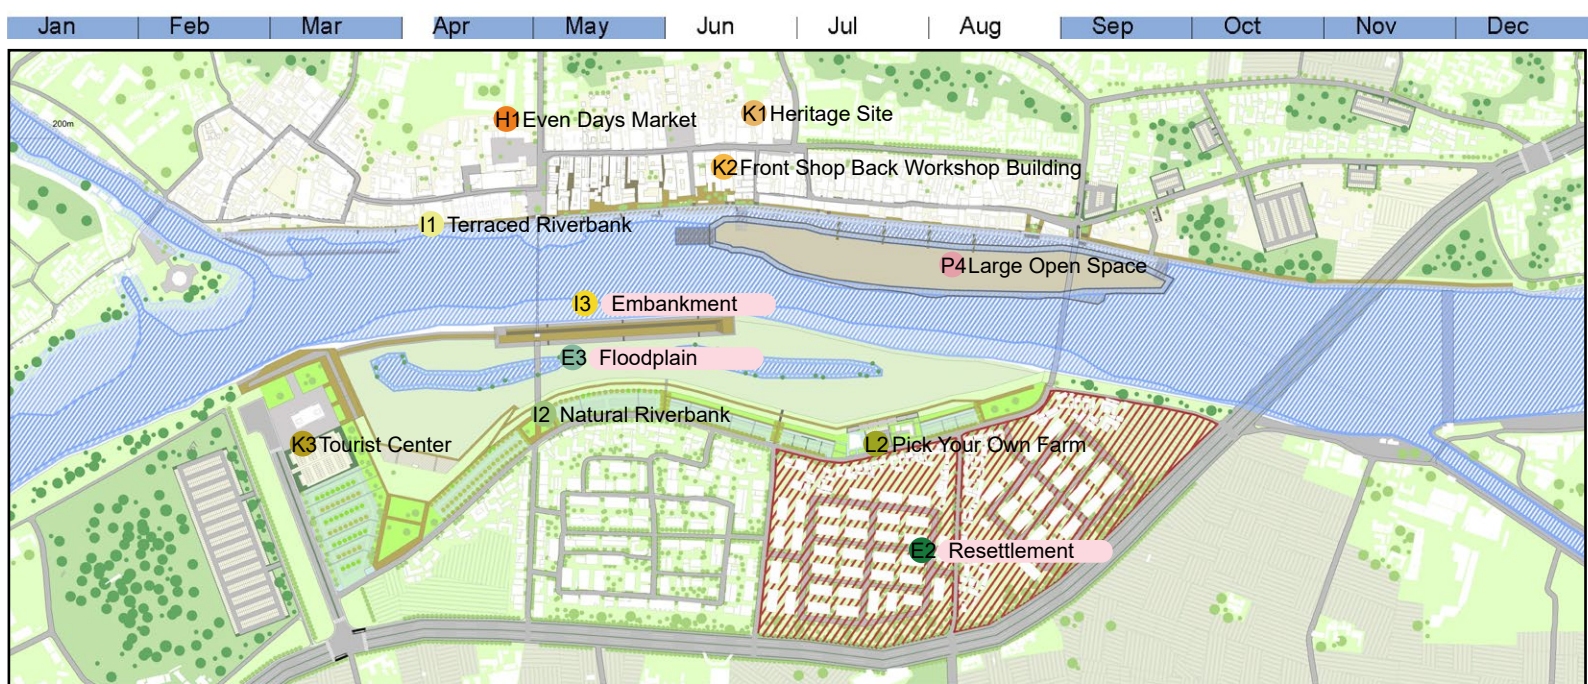 Jan Feb Mar Apr May Jun Jul Aug Sep Oct Nov Dec
200m
H1 Even Days Market
K1 Heritage Site
K2 Front Shop Back Workshop Building
I1 Terraced Riverbank
P4 Large Open Space
I3 Embankment
E3 Floodplain
I2 Natural Riverbank
K3 Tourist Center
L2 Pick Your Own Farm
E2 Resettlement